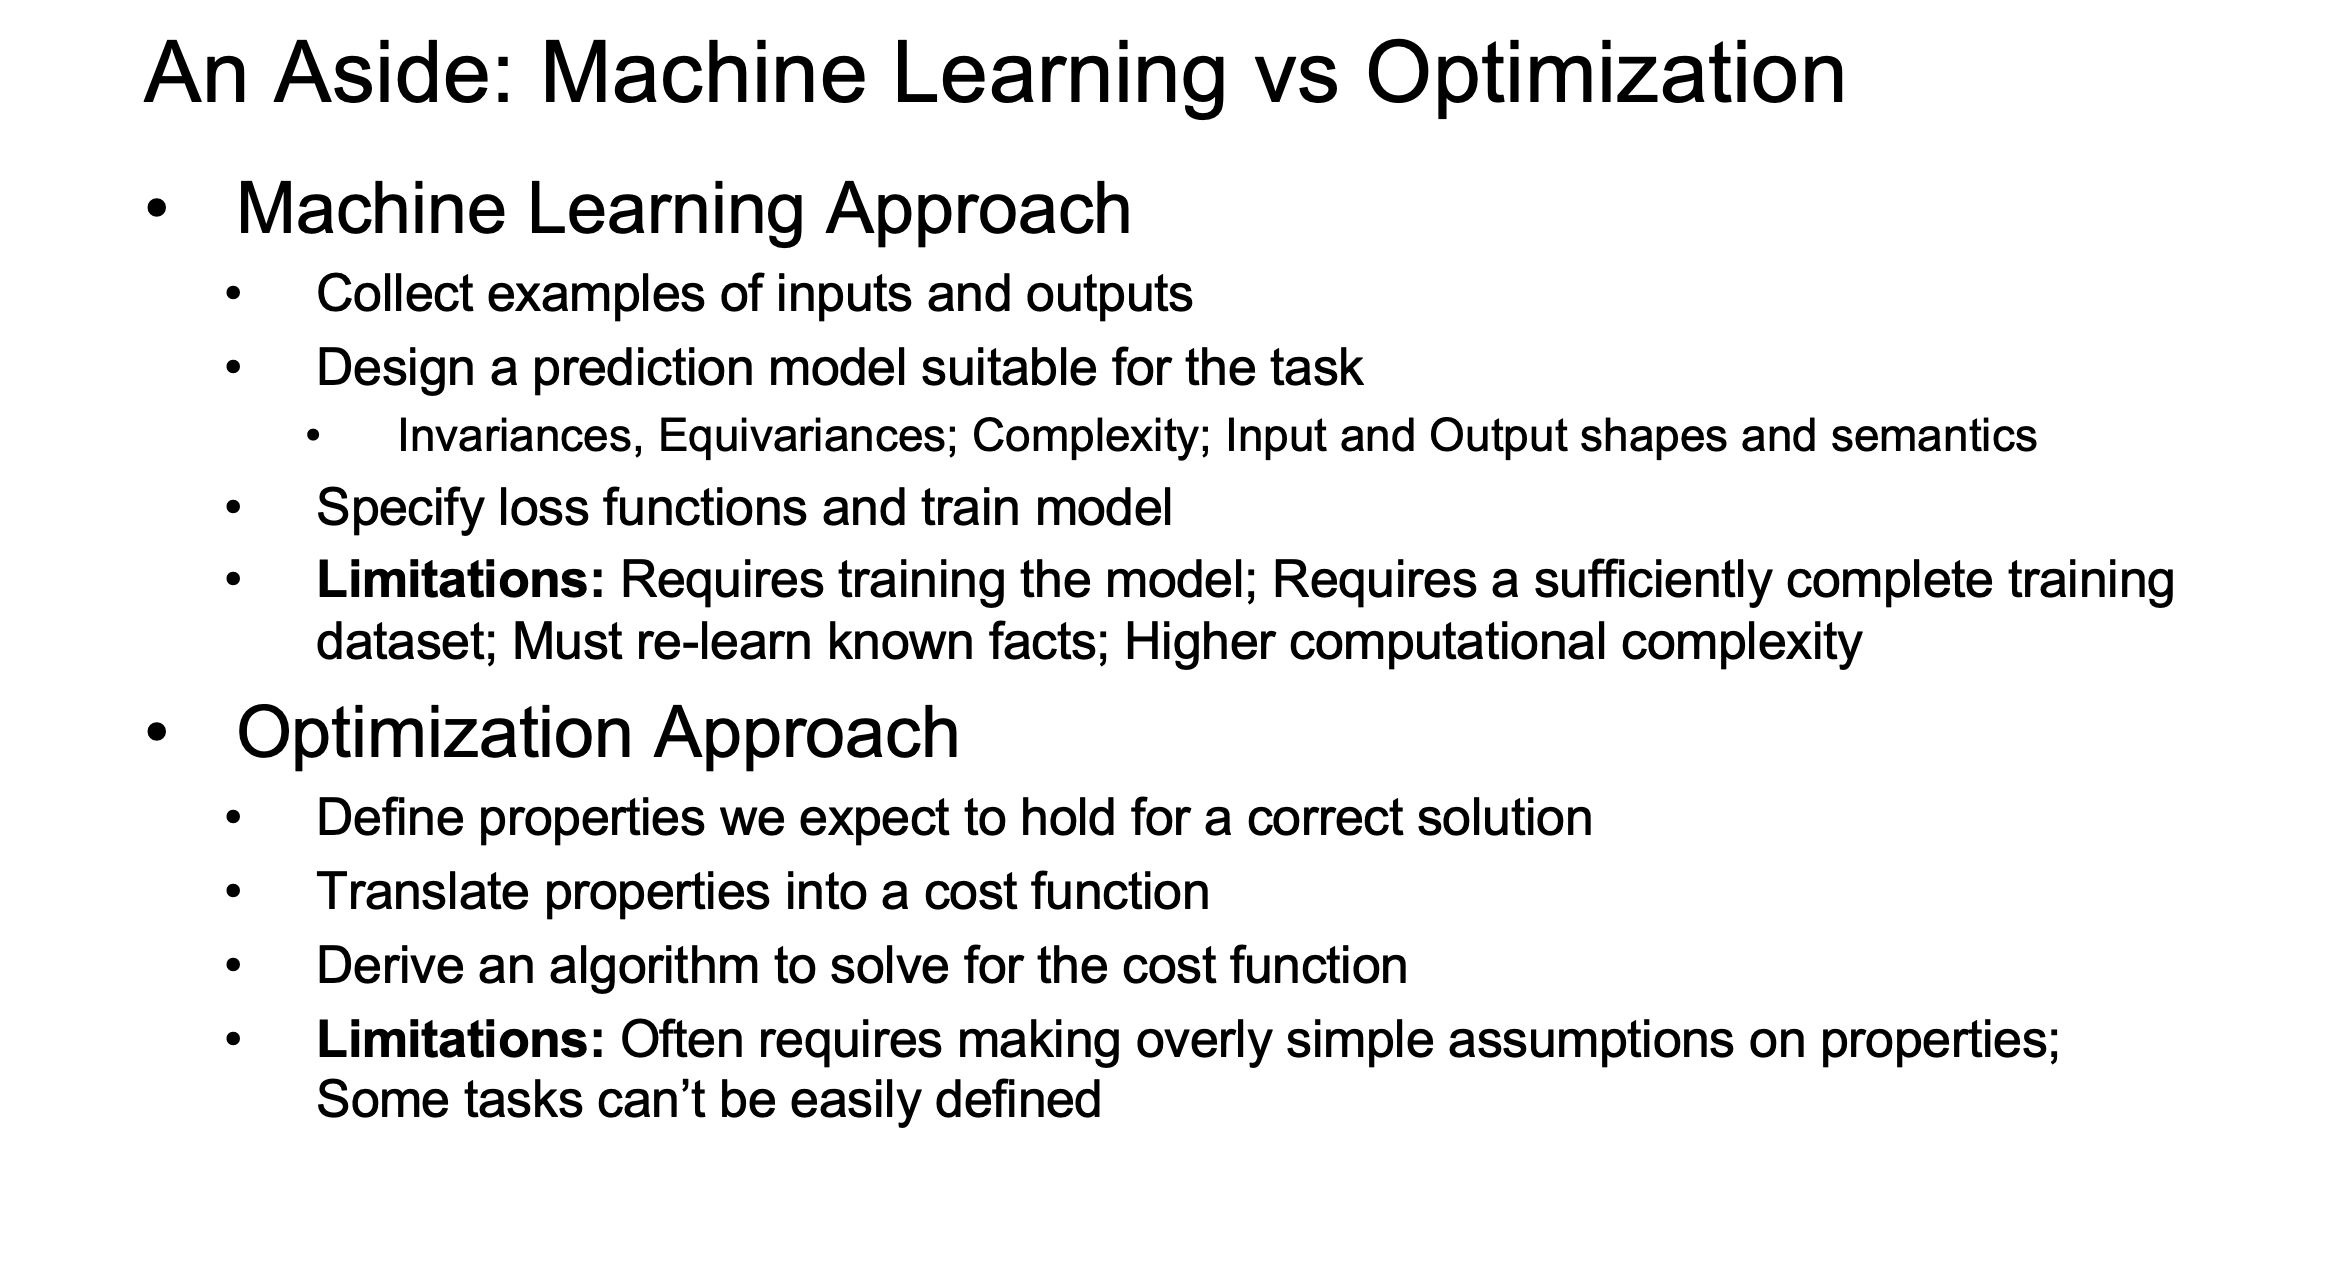 An Aside: Machine Learning vs Optimization
• Machine Learning Approach
• Collect examples of inputs and outputs
• Design a prediction model suitable for the task
• Invariances, Equivariances; Complexity; Input and Output shapes and semantics
• Specify loss functions and train model
• Limitations: Requires training the model; Requires a sufficiently complete training
dataset; Must re-learn known facts; Higher computational complexity
• Optimization Approach
• Define properties we expect to hold for a correct solution
• Translate properties into a cost function
• Derive an algorithm to solve for the cost function
• Limitations: Often requires making overly simple assumptions on properties;
Some tasks can’t be easily defined